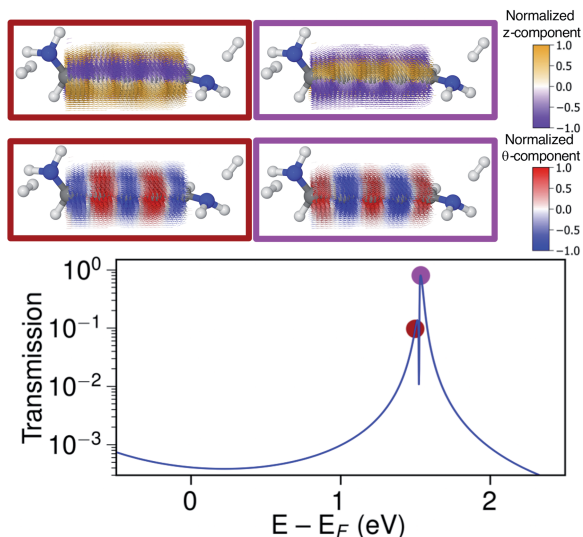 Normalized
z-component
1.0
0.5
0.0
−0.5
−1.0
Normalized
θ-component
1.0
0.5
0.0
−0.5
−1.0
10⁰
10⁻¹
10⁻²
10⁻³
Transmission
0 1 2
E − E_F (eV)